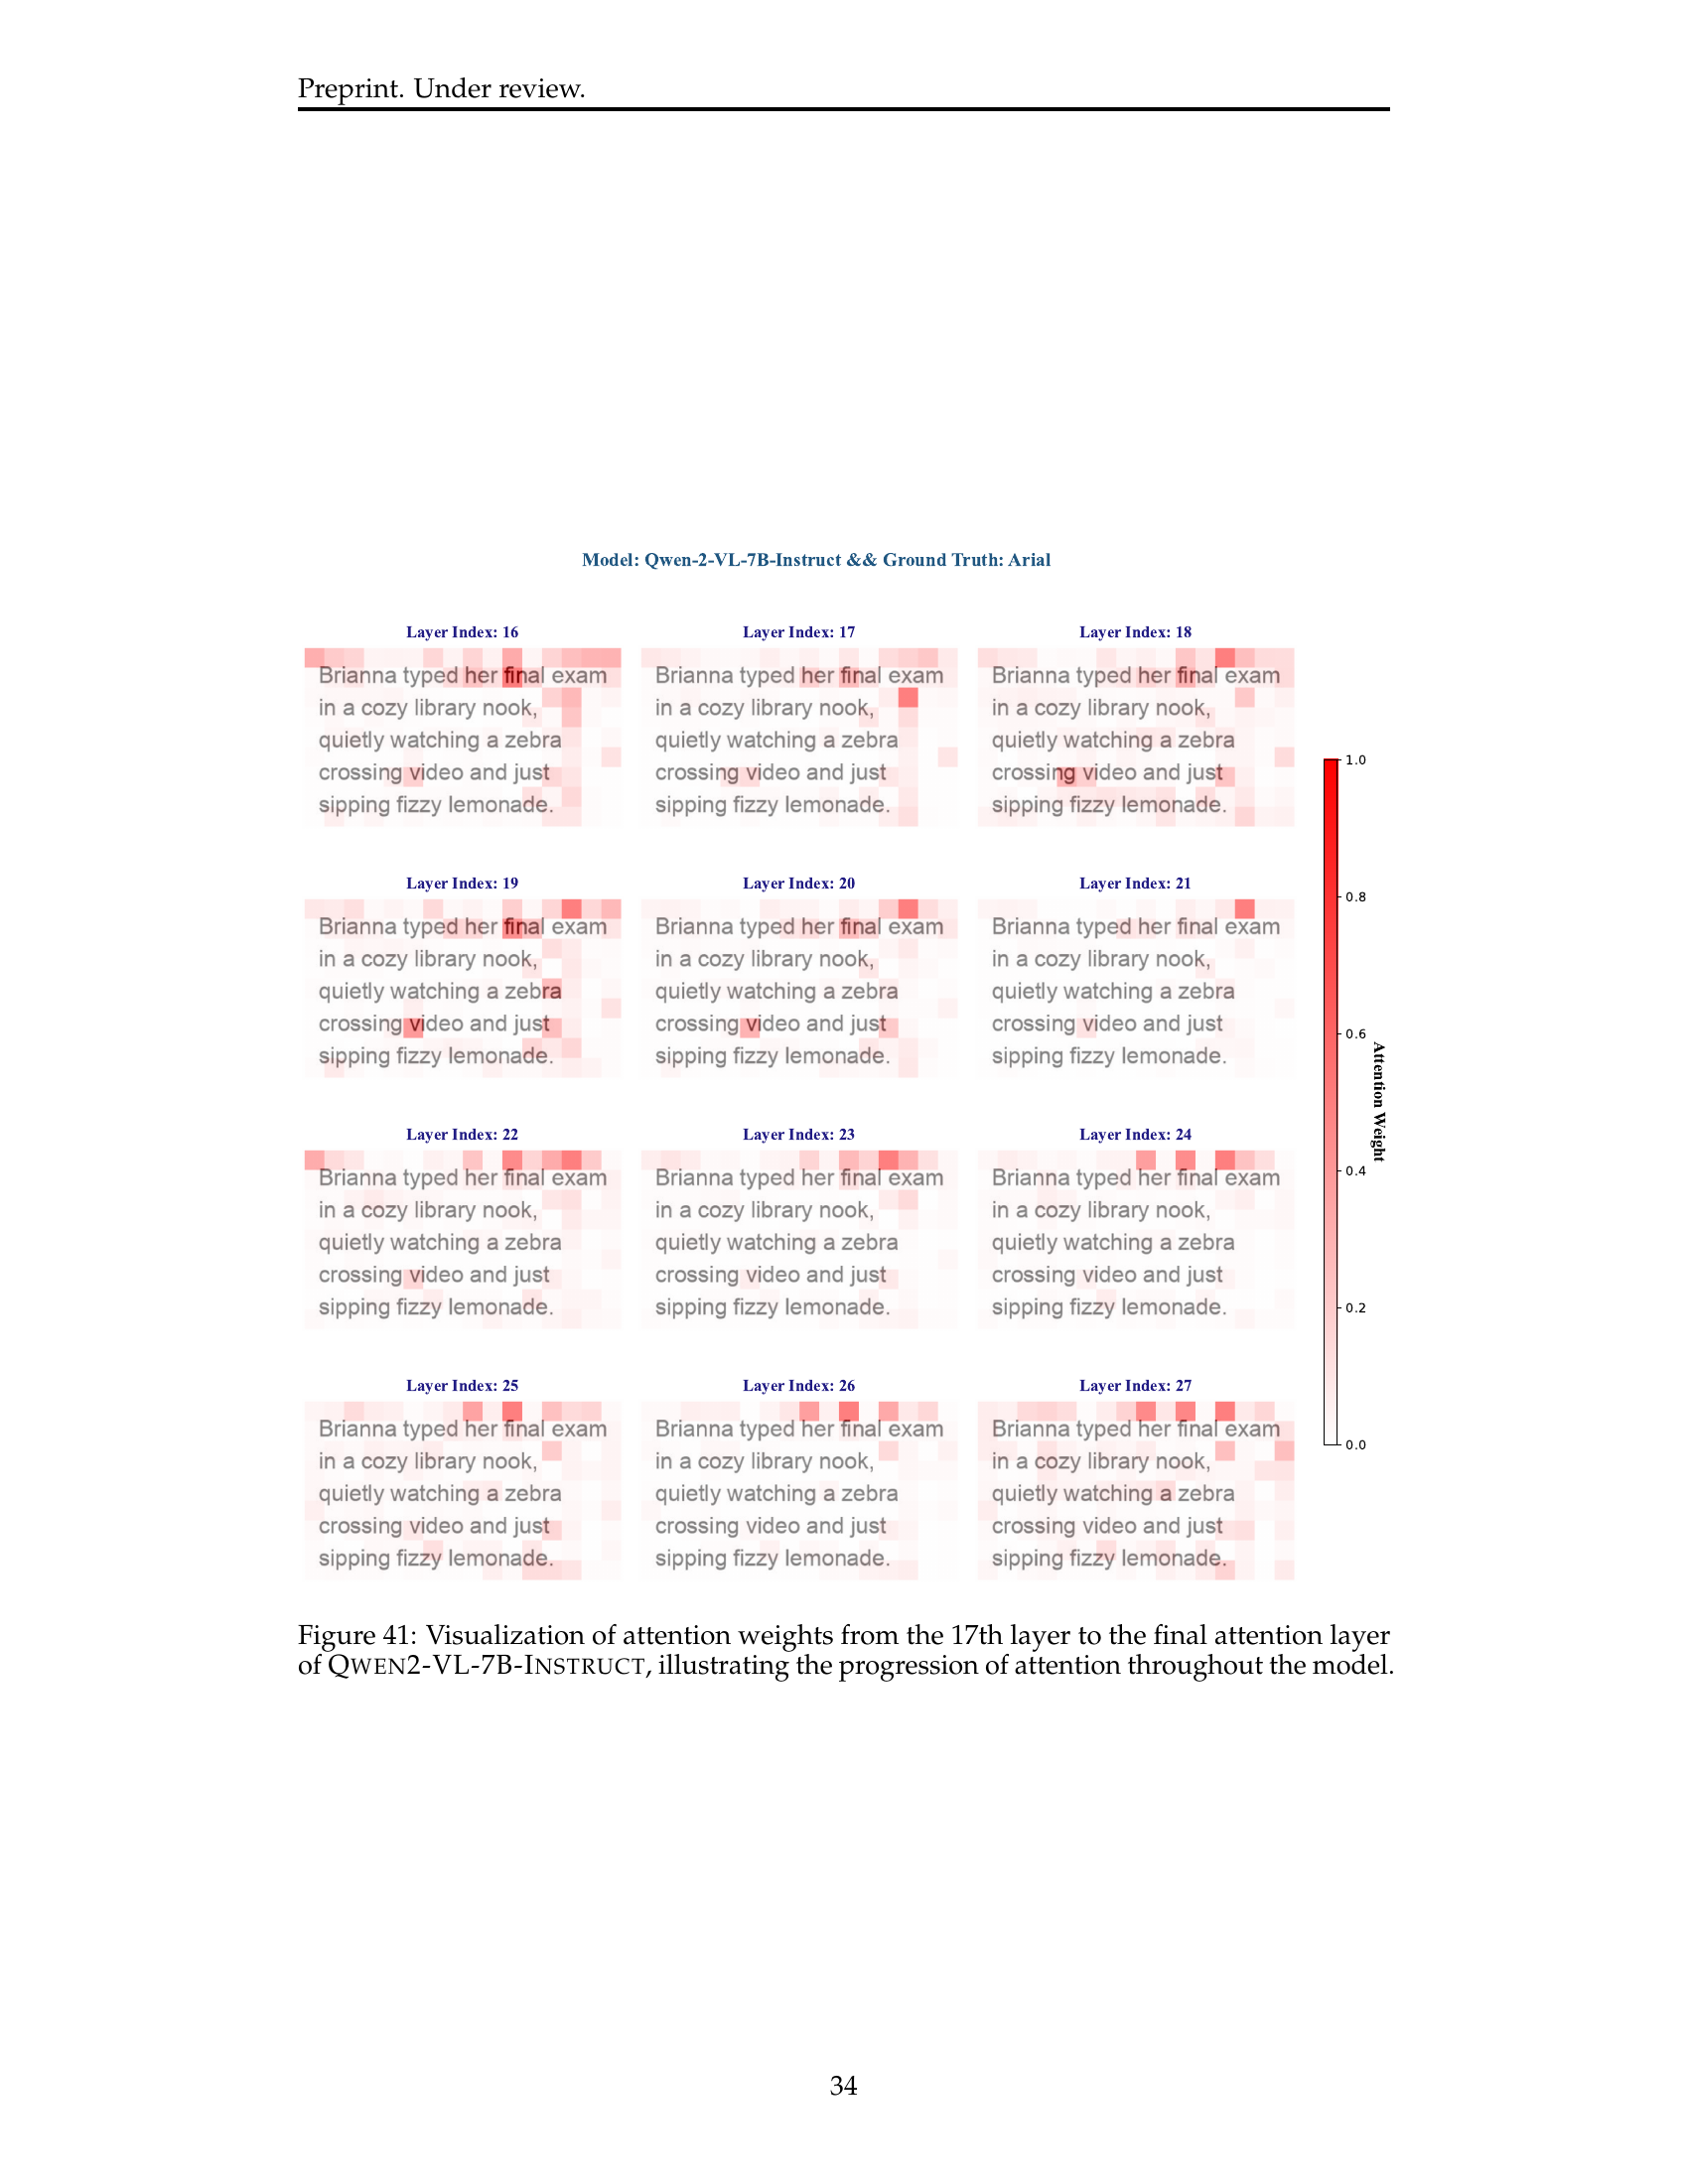 Preprint. Under review.
Model: Qwen-2-VL-7B-Instruct && Ground Truth: Arial
Layer Index: 16
Brianna typed her final exam
in a cozy library nook,
quietly watching a zebra
crossing video and just
sipping fizzy lemonade.
Layer Index: 17
Brianna typed her final exam
in a cozy library nook,
quietly watching a zebra
crossing video and just
sipping fizzy lemonade.
Layer Index: 18
Brianna typed her final exam
in a cozy library nook,
quietly watching a zebra
crossing video and just
sipping fizzy lemonade.
Layer Index: 19
Brianna typed her final exam
in a cozy library nook,
quietly watching a zebra
crossing video and just
sipping fizzy lemonade.
Layer Index: 20
Brianna typed her final exam
in a cozy library nook,
quietly watching a zebra
crossing video and just
sipping fizzy lemonade.
Layer Index: 21
Brianna typed her final exam
in a cozy library nook,
quietly watching a zebra
crossing video and just
sipping fizzy lemonade.
Layer Index: 22
Brianna typed her final exam
in a cozy library nook,
quietly watching a zebra
crossing video and just
sipping fizzy lemonade.
Layer Index: 23
Brianna typed her final exam
in a cozy library nook,
quietly watching a zebra
crossing video and just
sipping fizzy lemonade.
Layer Index: 24
Brianna typed her final exam
in a cozy library nook,
quietly watching a zebra
crossing video and just
sipping fizzy lemonade.
Layer Index: 25
Brianna typed her final exam
in a cozy library nook,
quietly watching a zebra
crossing video and just
sipping fizzy lemonade.
Layer Index: 26
Brianna typed her final exam
in a cozy library nook,
quietly watching a zebra
crossing video and just
sipping fizzy lemonade.
Layer Index: 27
Brianna typed her final exam
in a cozy library nook,
quietly watching a zebra
crossing video and just
sipping fizzy lemonade.
1.0
0.8
0.6
0.4
0.2
0.0
Attention Weight
Figure 41: Visualization of attention weights from the 17th layer to the final attention layer
of QWEN2-VL-7B-INSTRUCT, illustrating the progression of attention throughout the model.
34